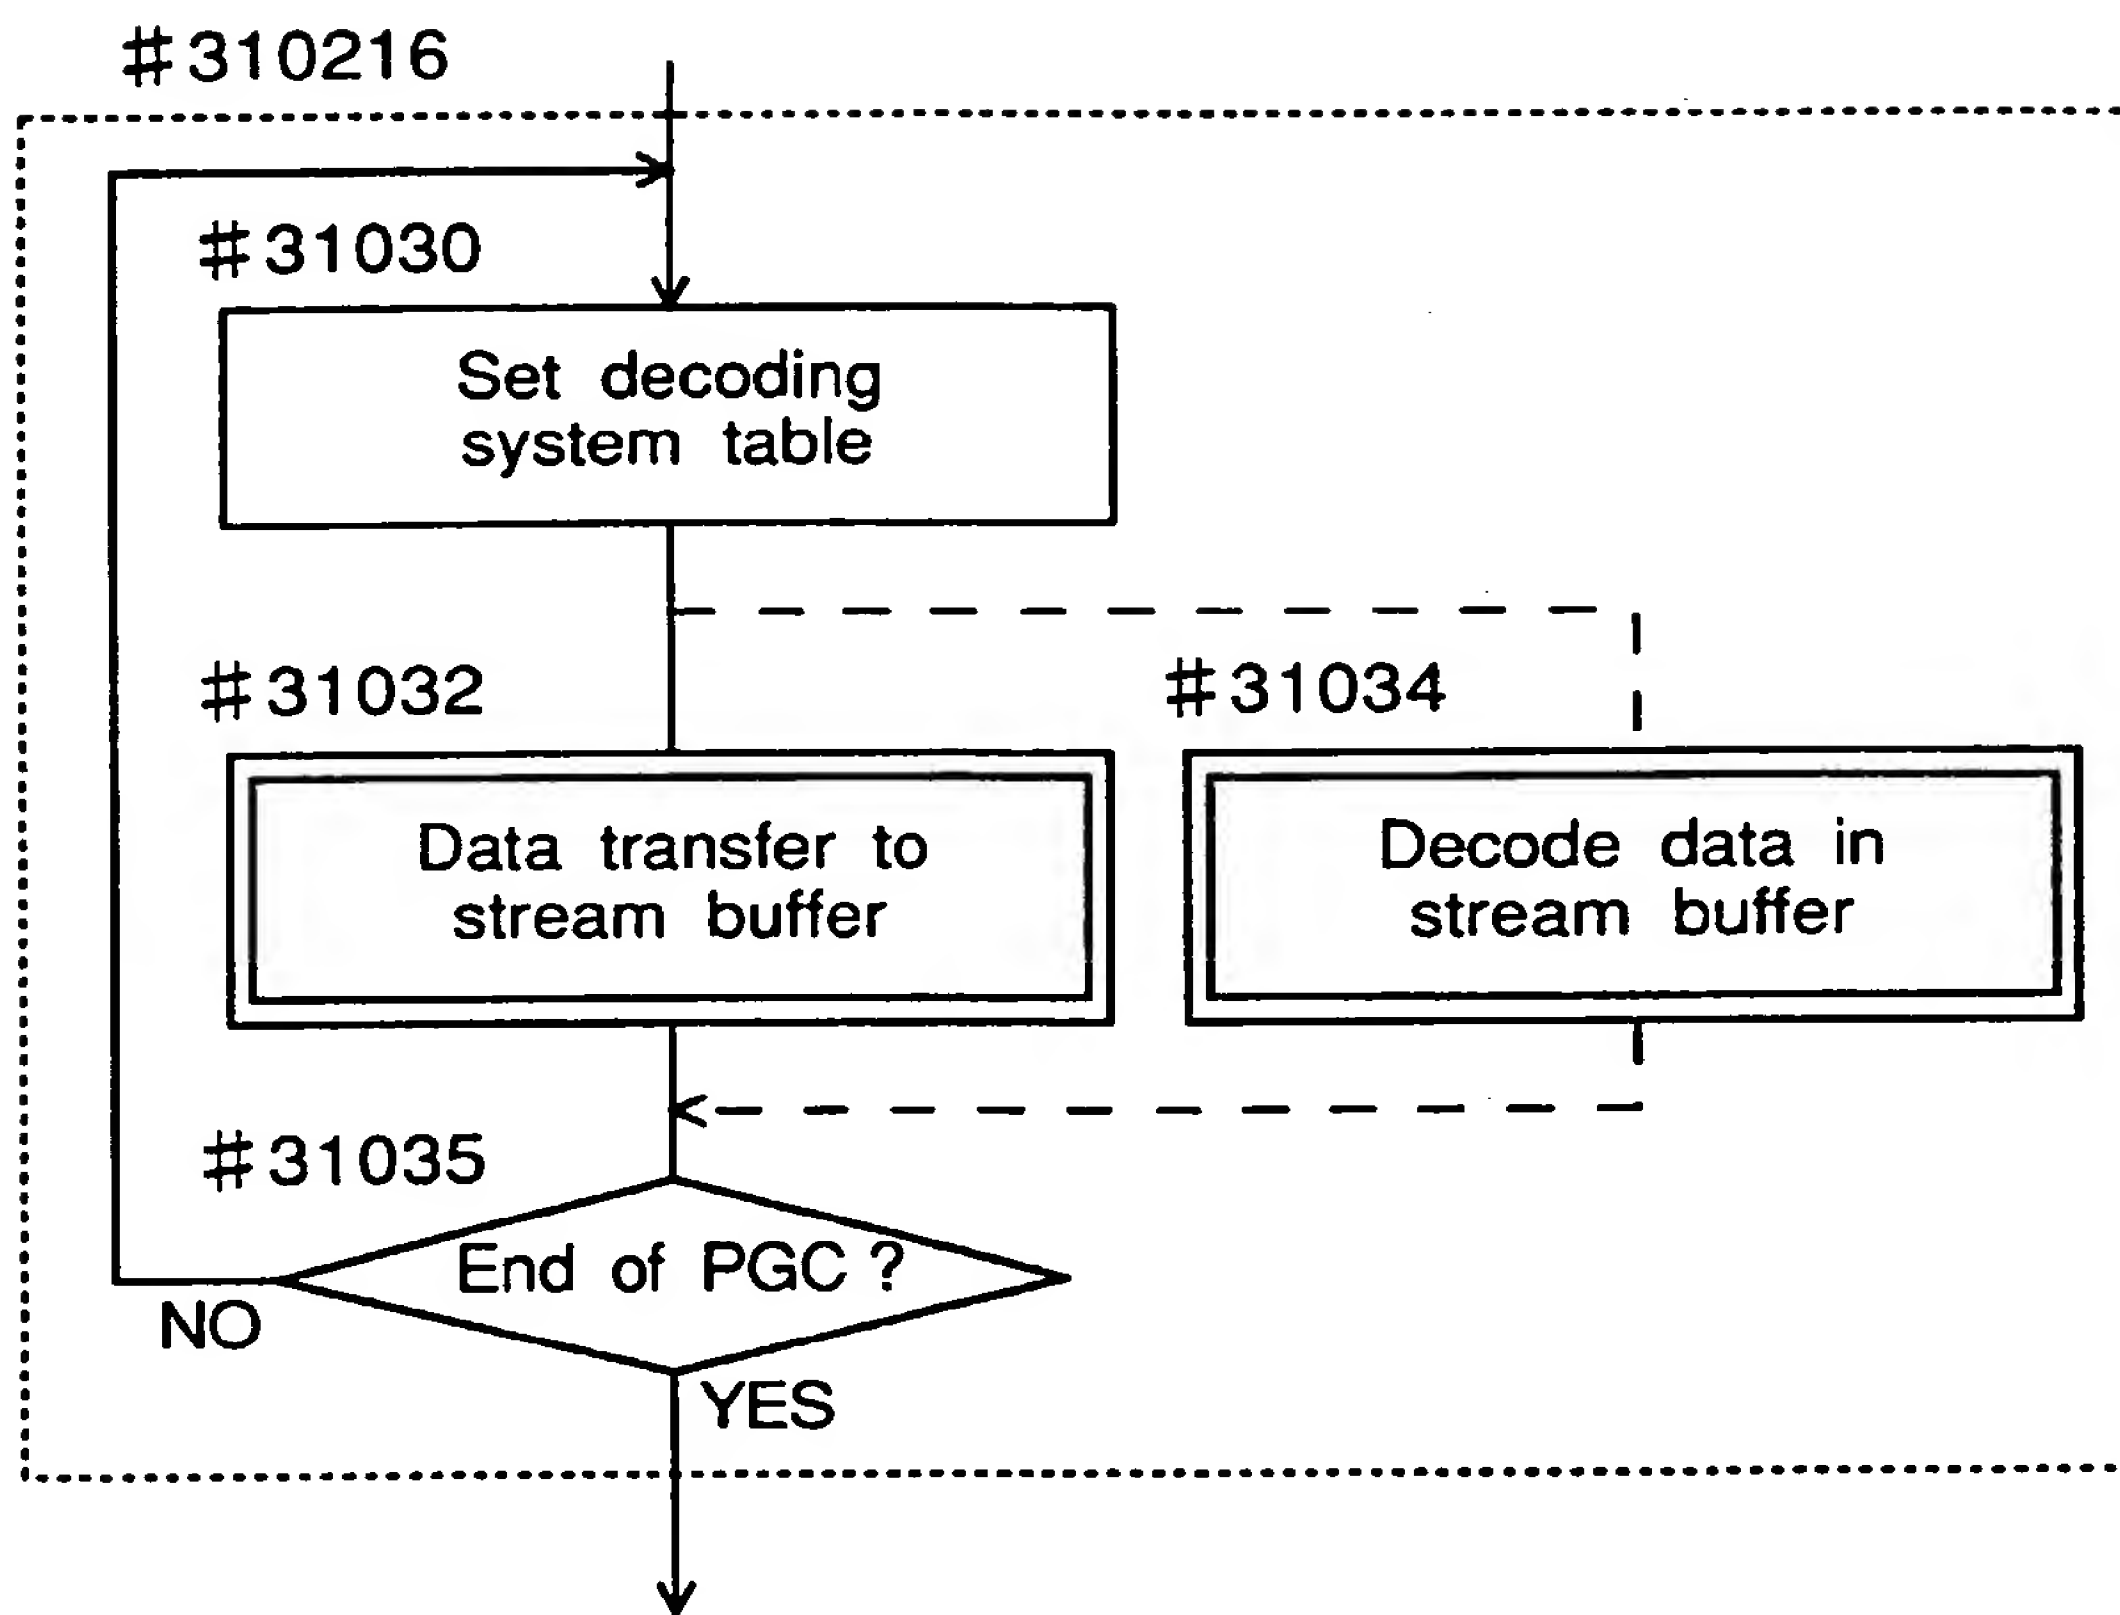 #310216
#31030
Set decoding
system table
#31032
#31034
Data transfer to
stream buffer
Decode data in
stream buffer
#31035
End of PGC ?
NO
YES